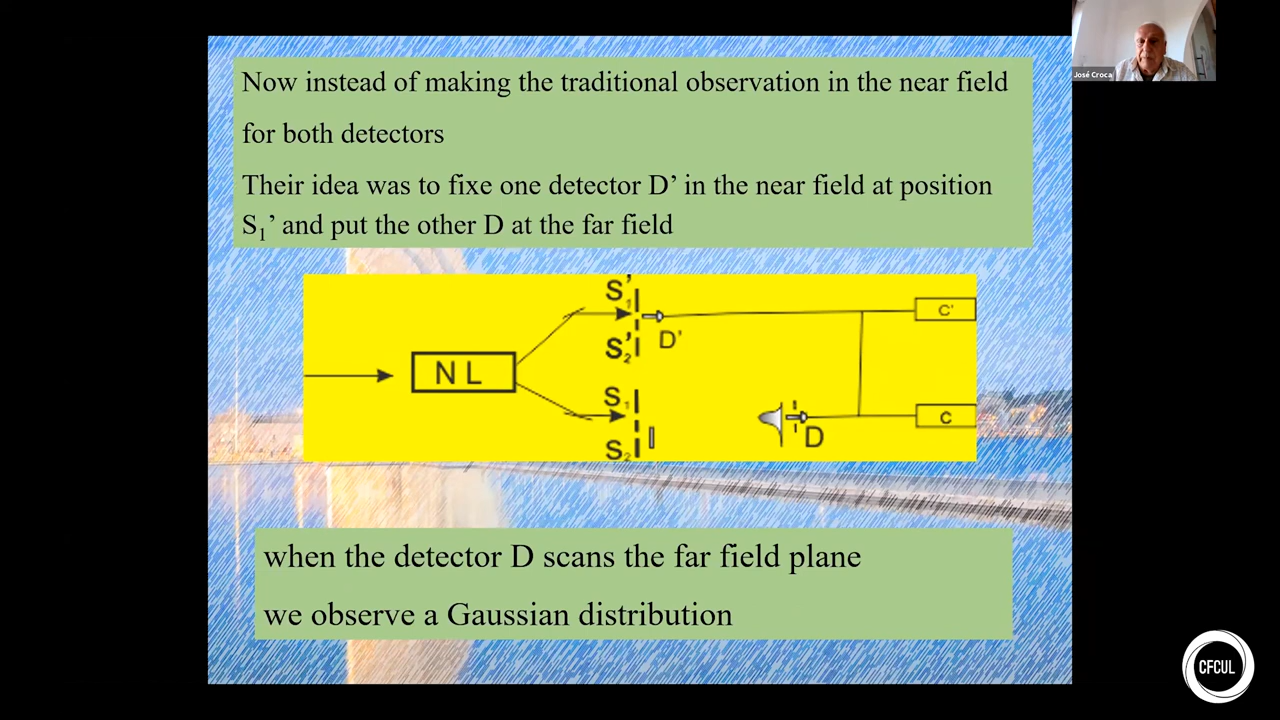 Now instead of making the traditional observation in the near field
for both detectors
Their idea was to fixe one detector D’ in the near field at position
S₁’ and put the other D at the far field
José Croca
S₁'
S₂'
D'
C'
N L
S₁
S₂
D
C
when the detector D scans the far field plane
we observe a Gaussian distribution
CFCUL